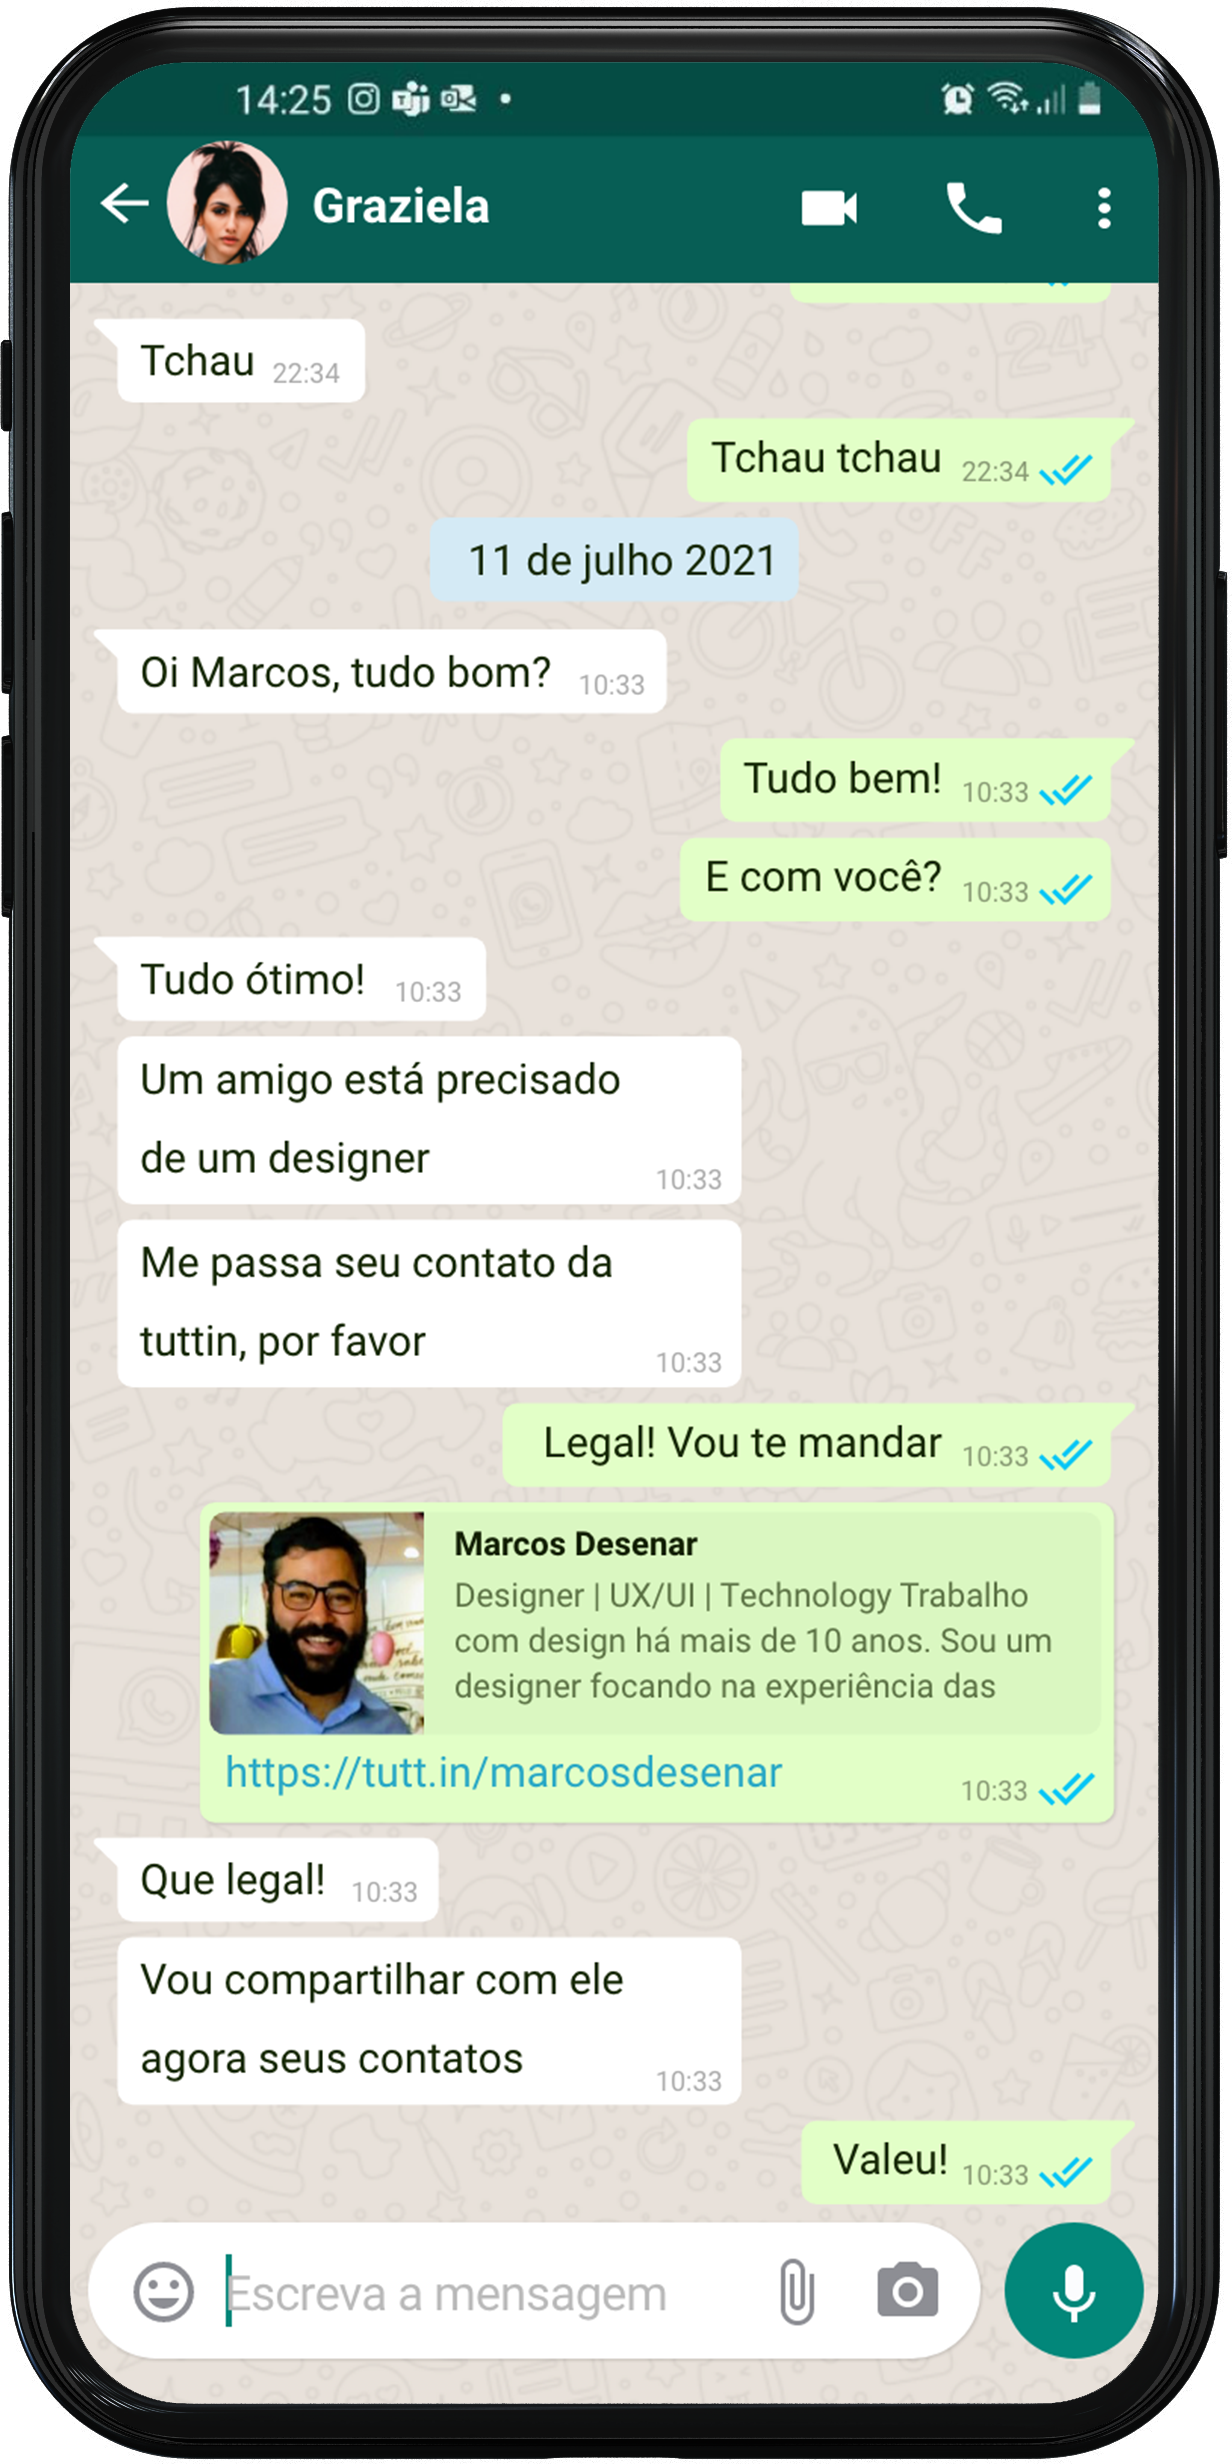 14:25
Graziela
Tchau 22:34
Tchau tchau 22:34
11 de julho 2021
Oi Marcos, tudo bom? 10:33
Tudo bem! 10:33
E com você? 10:33
Tudo ótimo! 10:33
Um amigo está precisado
de um designer 10:33
Me passa seu contato da
tuttin, por favor 10:33
Legal! Vou te mandar 10:33
Marcos Desenar
Designer | UX/UI | Technology Trabalho
com design há mais de 10 anos. Sou um
designer focando na experiência das
https://tutt.in/marcosdesenar 10:33
Que legal! 10:33
Vou compartilhar com ele
agora seus contatos 10:33
Valeu! 10:33
Escreva a mensagem